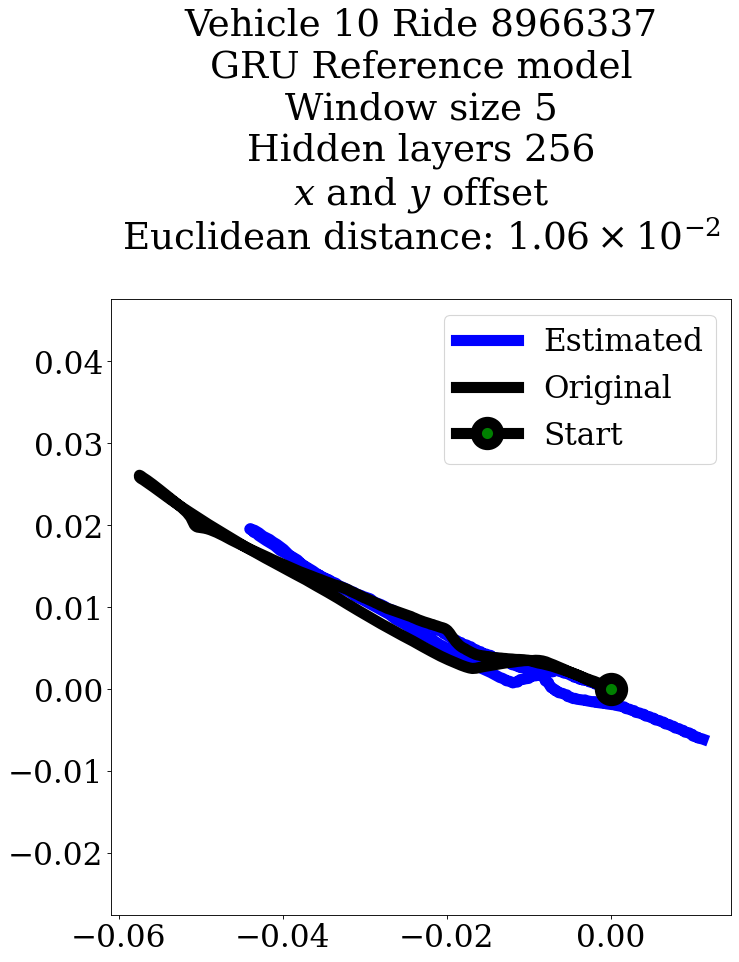 Vehicle 10 Ride 8966337
GRU Reference model
Window size 5
Hidden layers 256
x and y offset
Euclidean distance: 1.06 × 10⁻²
Estimated
Original
Start
0.04
0.03
0.02
0.01
0.00
−0.01
−0.02
−0.06 −0.04 −0.02 0.00